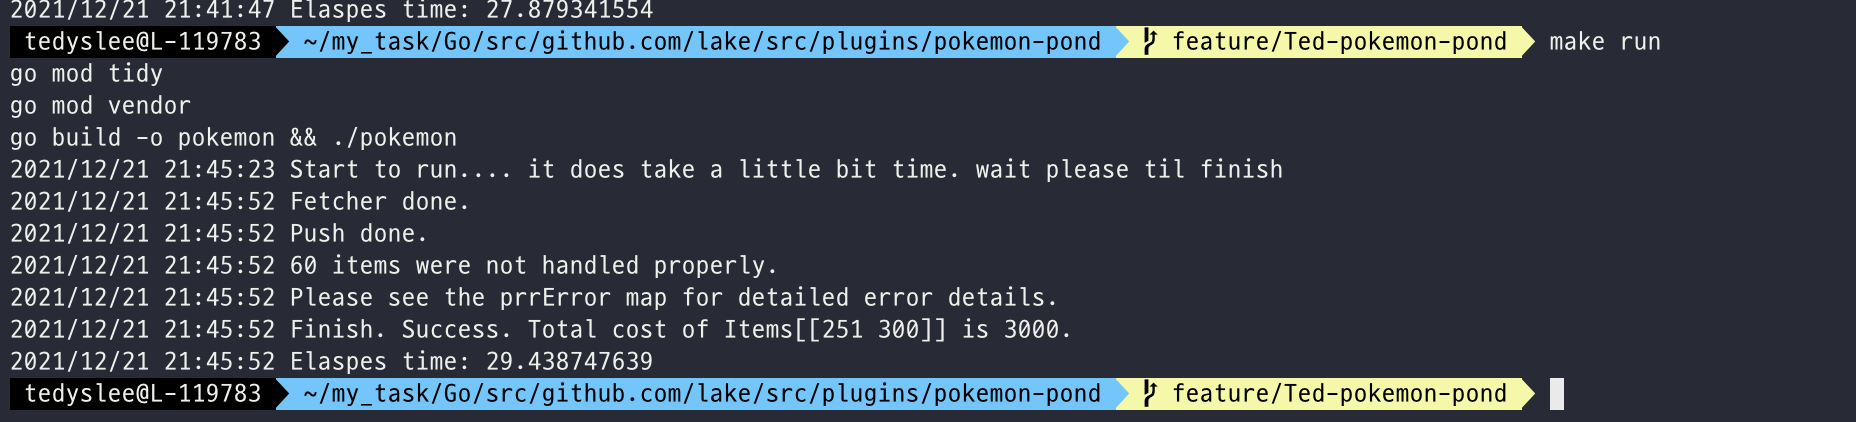 2021/12/21 21:41:47 Elaspes time: 27.879341554
tedyslee@L-119783 ~/my_task/Go/src/github.com/lake/src/plugins/pokemon-pond feature/Ted-pokemon-pond make run
go mod tidy
go mod vendor
go build -o pokemon && ./pokemon
2021/12/21 21:45:23 Start to run.... it does take a little bit time. wait please til finish
2021/12/21 21:45:52 Fetcher done.
2021/12/21 21:45:52 Push done.
2021/12/21 21:45:52 60 items were not handled properly.
2021/12/21 21:45:52 Please see the prrError map for detailed error details.
2021/12/21 21:45:52 Finish. Success. Total cost of Items[[251 300]] is 3000.
2021/12/21 21:45:52 Elaspes time: 29.438747639
tedyslee@L-119783 ~/my_task/Go/src/github.com/lake/src/plugins/pokemon-pond feature/Ted-pokemon-pond